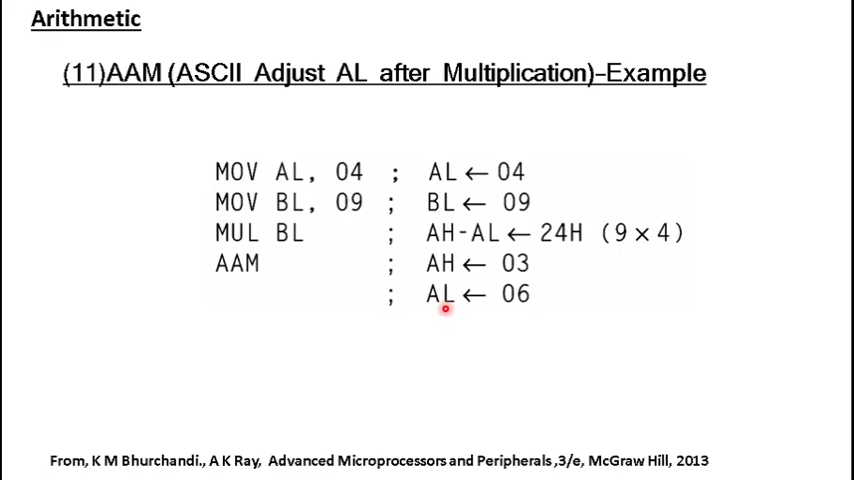 Arithmetic
(11)AAM (ASCII Adjust AL after Multiplication)–Example
MOV AL, 04 ; AL ← 04
MOV BL, 09 ; BL ← 09
MUL BL ; AH-AL ← 24H (9 × 4)
AAM ; AH ← 03
; AL ← 06
From, K M Bhurchandi., A K Ray, Advanced Microprocessors and Peripherals ,3/e, McGraw Hill, 2013